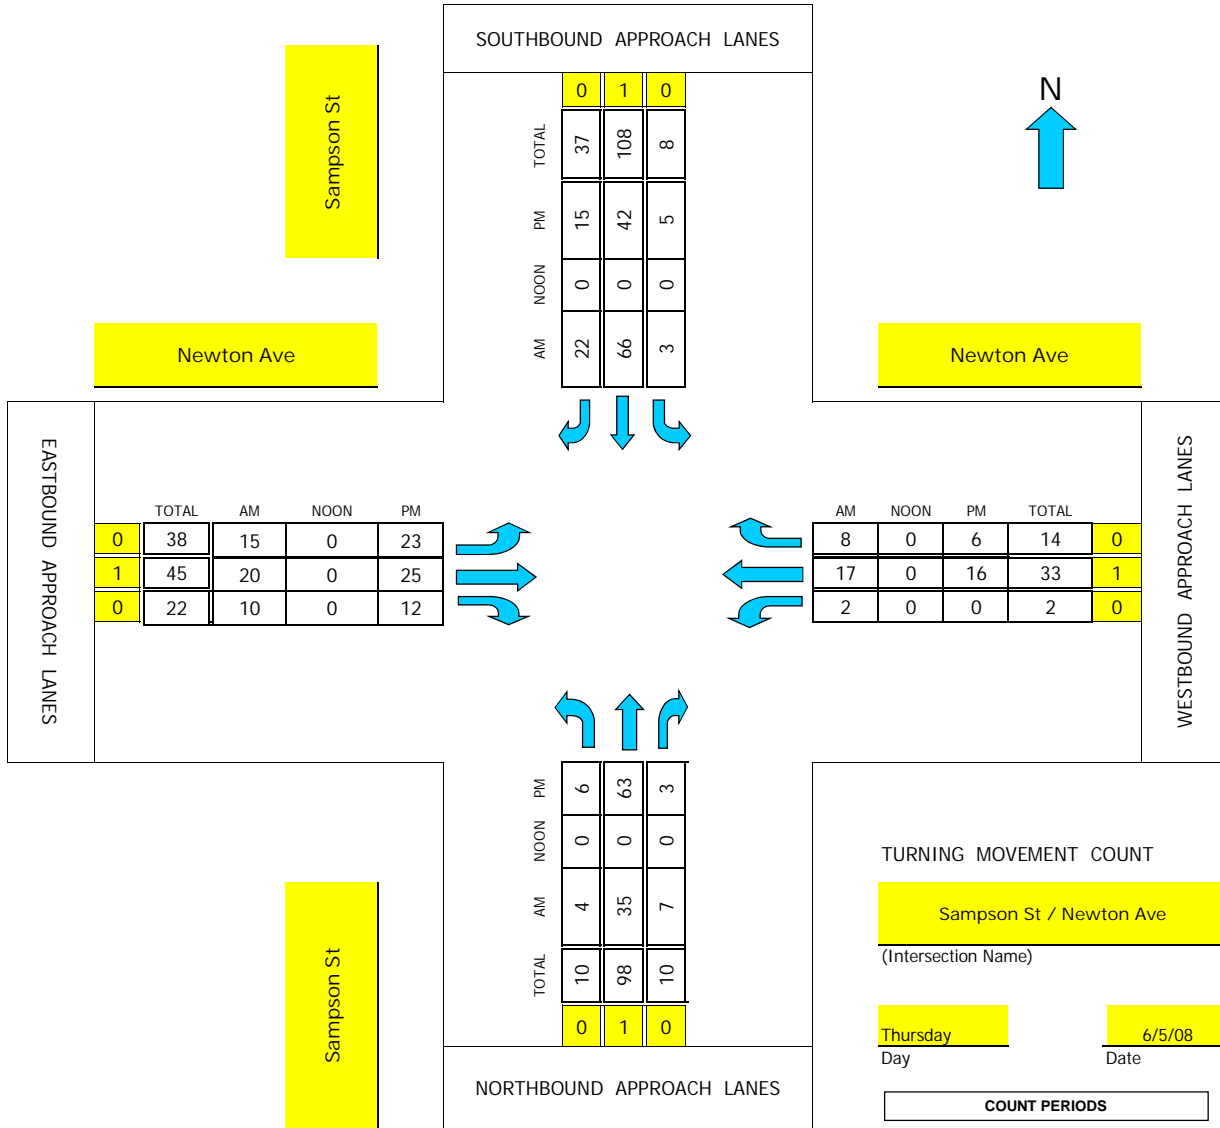 SOUTHBOUND APPROACH LANES
0 1 0
TOTAL 37 108 8
PM 15 42 5
NOON 0 0 0
AM 22 66 3
Sampson St
N
Newton Ave
Newton Ave
EASTBOUND APPROACH LANES
TOTAL AM NOON PM
0 38 15 0 23
1 45 20 0 25
0 22 10 0 12
AM NOON PM TOTAL
8 0 6 14 0
17 0 16 33 1
2 0 0 2 0
WESTBOUND APPROACH LANES
PM 6 63 3
NOON 0 0 0
AM 4 35 7
TOTAL 10 98 10
0 1 0
NORTHBOUND APPROACH LANES
Sampson St
TURNING MOVEMENT COUNT
Sampson St / Newton Ave
(Intersection Name)
Thursday 6/5/08
Day Date
COUNT PERIODS